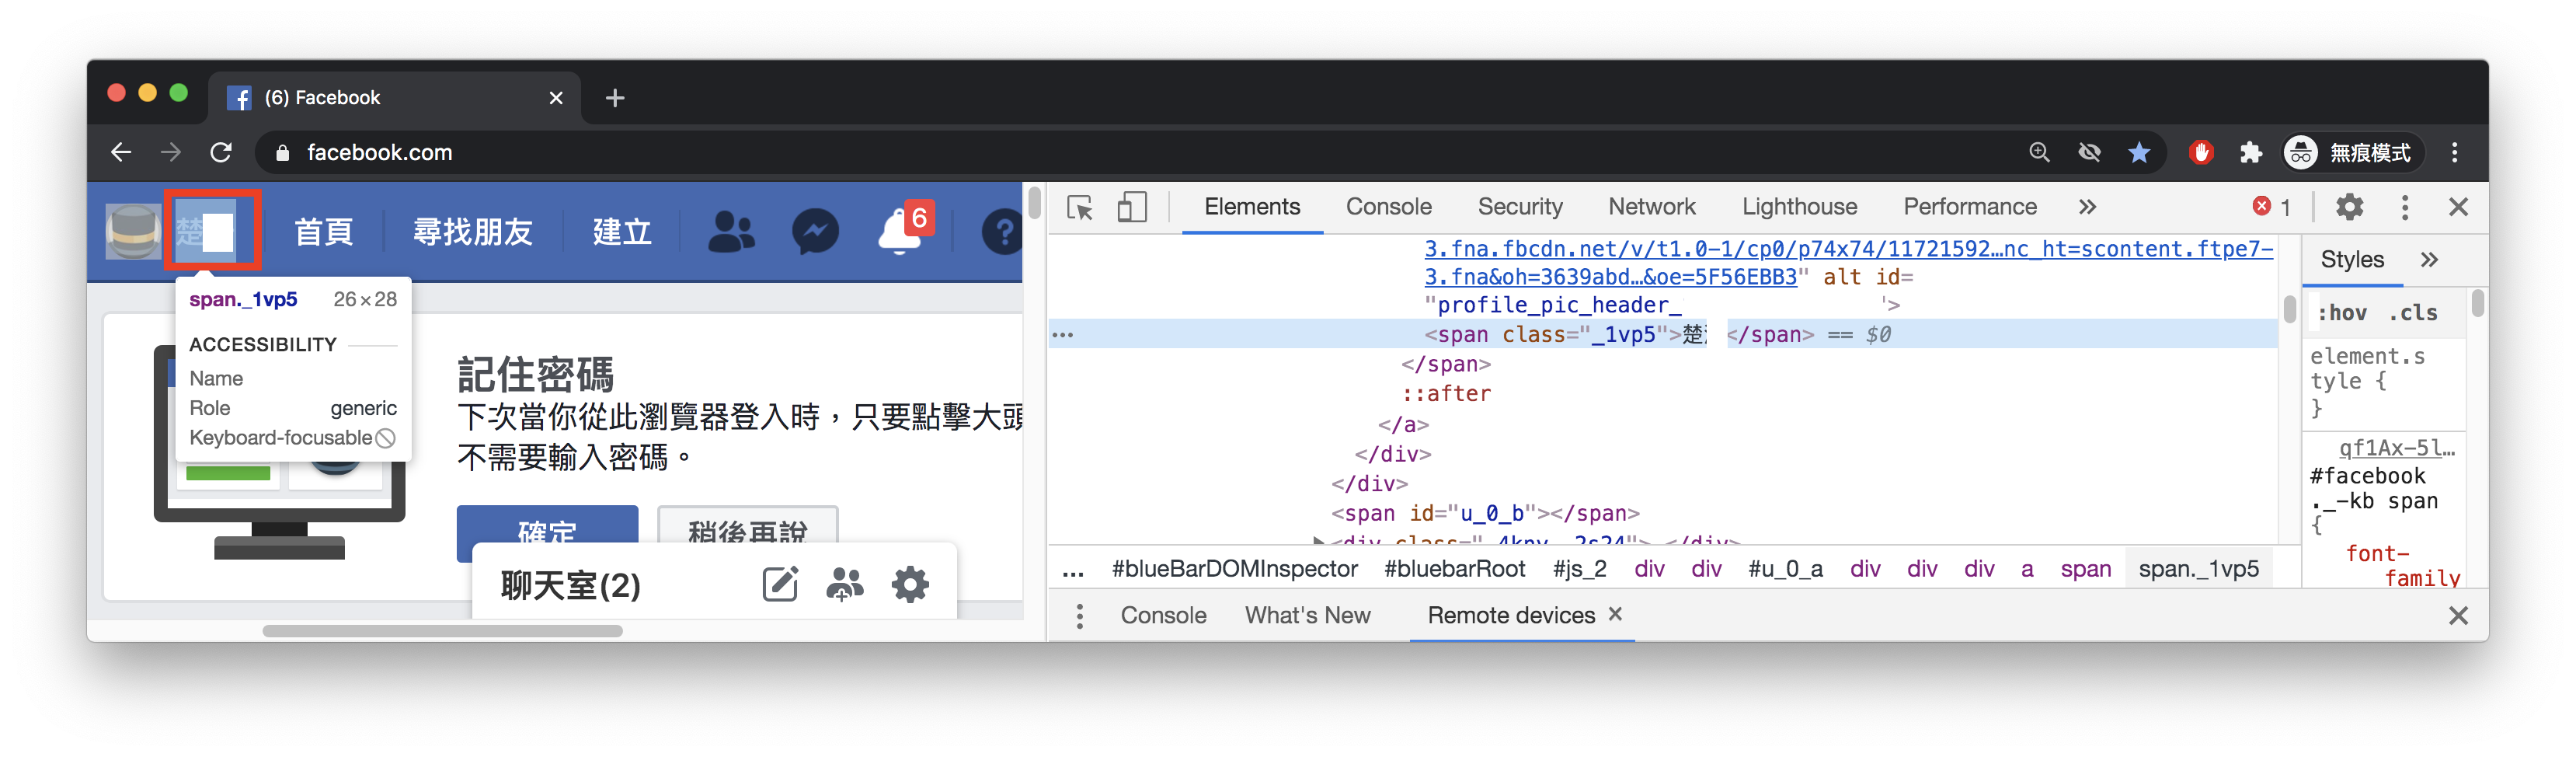 (6) Facebook
facebook.com
無痕模式
楚
首頁
尋找朋友
建立
6
?
span._1vp5 26×28
ACCESSIBILITY
Name
Role generic
Keyboard-focusable
記住密碼
下次當你從此瀏覽器登入時，只要點擊大頭
不需要輸入密碼。
確定
稍後再說
聊天室(2)
Elements Console Security Network Lighthouse Performance » 1
3.fna.fbcdn.net/v/t1.0-1/cp0/p74x74/11721592…nc_ht=scontent.ftpe7-
3.fna&oh=3639abd…&oe=5F56EBB3" alt id=
"profile_pic_header_ ">
… <span class="_1vp5">楚 </span> == $0
</span>
::after
</a>
</div>
</div>
<span id="u_0_b"></span>
<div class="_4kny _2s24">…</div>
... #blueBarDOMInspector #bluebarRoot #js_2 div div #u_0_a div div div a span span._1vp5
Styles »
:hov .cls
element.s
tyle {
}
qf1Ax-5l…
#facebook
._-kb span
{
font-
family
Console What's New Remote devices